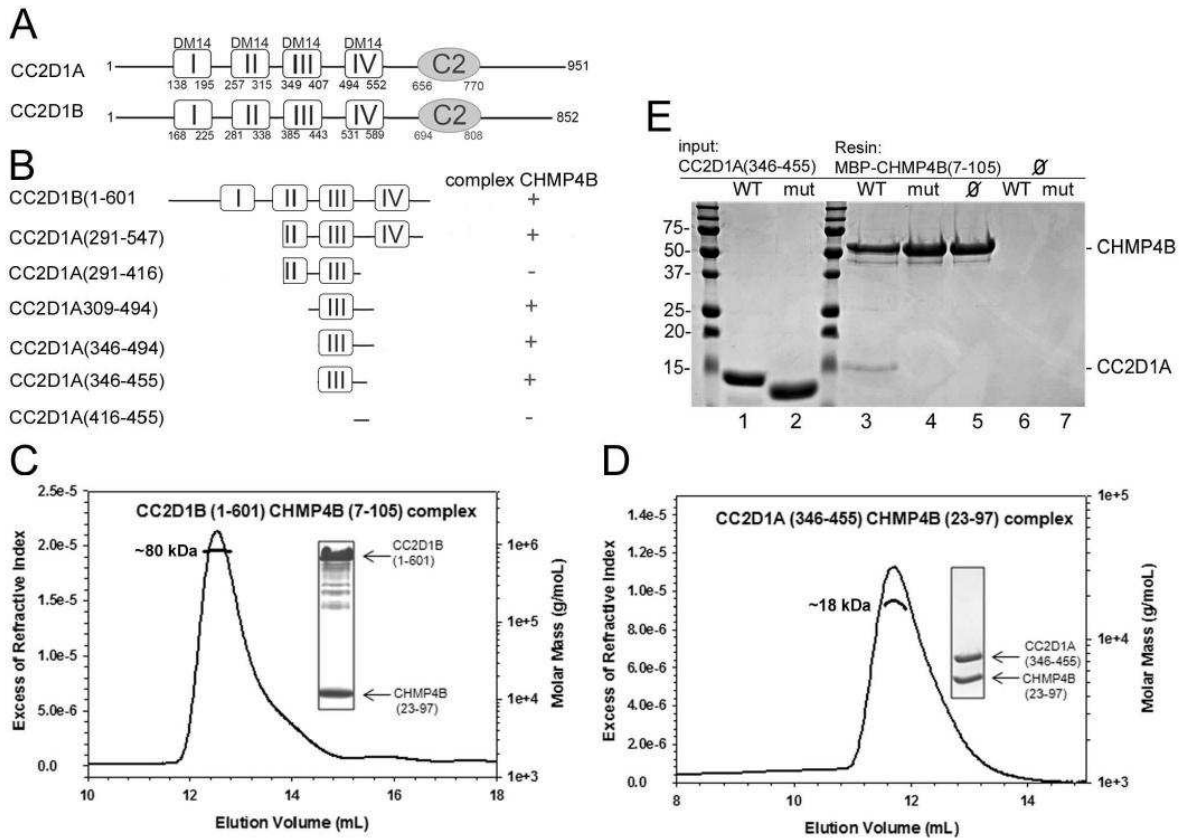 A
DM14 DM14 DM14 DM14
CC2D1A 1 I II III IV C2 951
138 195 257 315 349 407 494 552 656 770
CC2D1B 1 I II III IV C2 852
168 225 281 338 385 443 531 589 694 808
B
complex CHMP4B
CC2D1B(1-601 I II III IV +
CC2D1A(291-547) II III IV +
CC2D1A(291-416) II III -
CC2D1A309-494) III +
CC2D1A(346-494) III +
CC2D1A(346-455) III +
CC2D1A(416-455) -
E
input: Resin:
CC2D1A(346-455) MBP-CHMP4B(7-105) Ø
WT mut WT mut Ø WT mut
75-
50- - CHMP4B
37-
25-
20-
15- - CC2D1A
1 2 3 4 5 6 7
C
CC2D1B (1-601) CHMP4B (7-105) complex
~80 kDa
CC2D1B
(1-601)
CHMP4B
(23-97)
Excess of Refractive Index
2.5e-5
2.0e-5
1.5e-5
1.0e-5
5.0e-6
0.0
10 12 14 16 18
Elution Volume (mL)
1e+6
1e+5
1e+4
1e+3
Molar Mass (g/moL)
D
CC2D1A (346-455) CHMP4B (23-97) complex
~18 kDa
CC2D1A
(346-455)
CHMP4B
(23-97)
Excess of Refractive Index
1.4e-5
1.2e-5
1.0e-5
8.0e-6
6.0e-6
4.0e-6
2.0e-6
0.0
8 10 12 14
Elution Volume (mL)
1e+5
1e+4
1e+3
Molar Mass (g/moL)